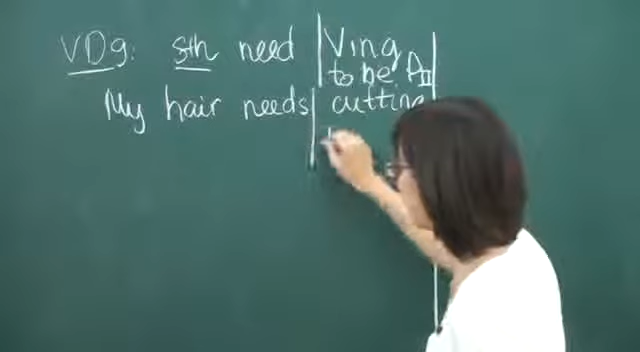 VD9: sth need | Ving |
to be PII
My hair needs | cutting